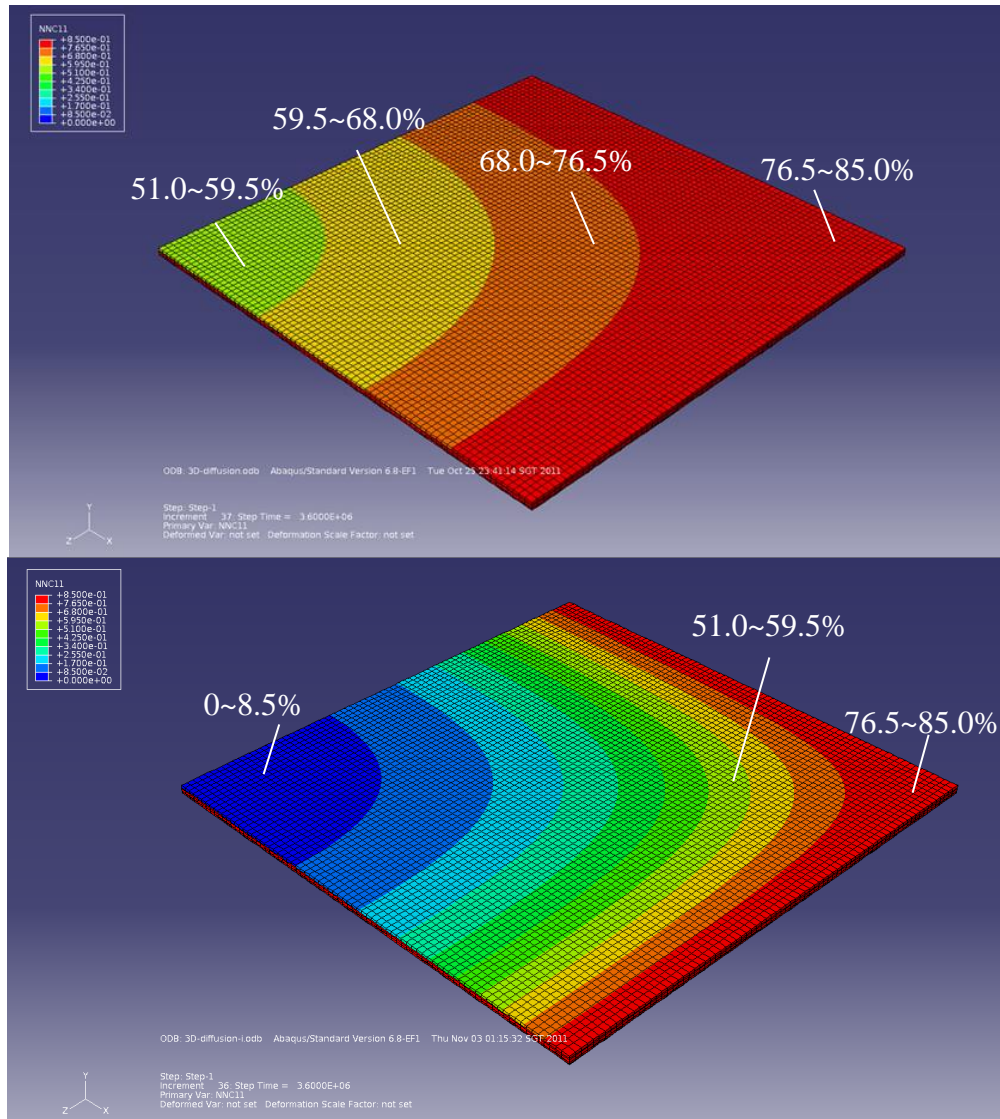 NNC11
+8.500e-01
+7.650e-01
+6.800e-01
+5.950e-01
+5.100e-01
+4.250e-01
+3.400e-01
+2.550e-01
+1.700e-01
+8.500e-02
+0.000e+00
59.5~68.0%
68.0~76.5%
76.5~85.0%
51.0~59.5%
ODB: 3D-diffusion.odb Abaqus/Standard Version 6.8-EF1 Tue Oct 25 23:41:14 SGT 2011
Step: Step-1
Increment 37: Step Time = 3.6000E+06
Primary Var: NNC11
Deformed Var: not set Deformation Scale Factor: not set
Y
Z X
NNC11
+8.500e-01
+7.650e-01
+6.800e-01
+5.950e-01
+5.100e-01
+4.250e-01
+3.400e-01
+2.550e-01
+1.700e-01
+8.500e-02
+0.000e+00
51.0~59.5%
0~8.5%
76.5~85.0%
ODB: 3D-diffusion-i.odb Abaqus/Standard Version 6.8-EF1 Thu Nov 03 01:15:32 SGT 2011
Step: Step-1
Increment 36: Step Time = 3.6000E+06
Primary Var: NNC11
Deformed Var: not set Deformation Scale Factor: not set
Y
Z X